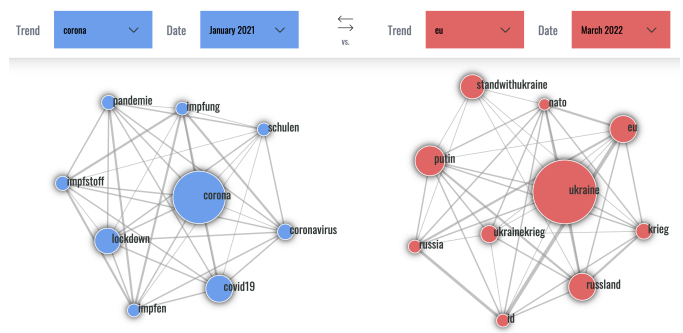 Trend corona Date January 2021 vs. Trend eu Date March 2022
pandemie
impfung
schulen
impfstoff
corona
lockdown
coronavirus
covid19
impfen
standwithukraine
nato
eu
putin
ukraine
ukrainekrieg
krieg
russia
russland
id